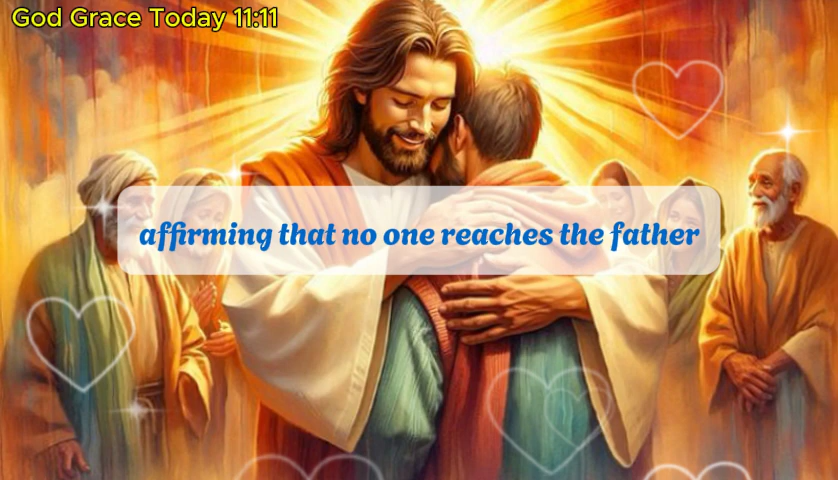 God Grace Today 11:11
affirming that no one reaches the father